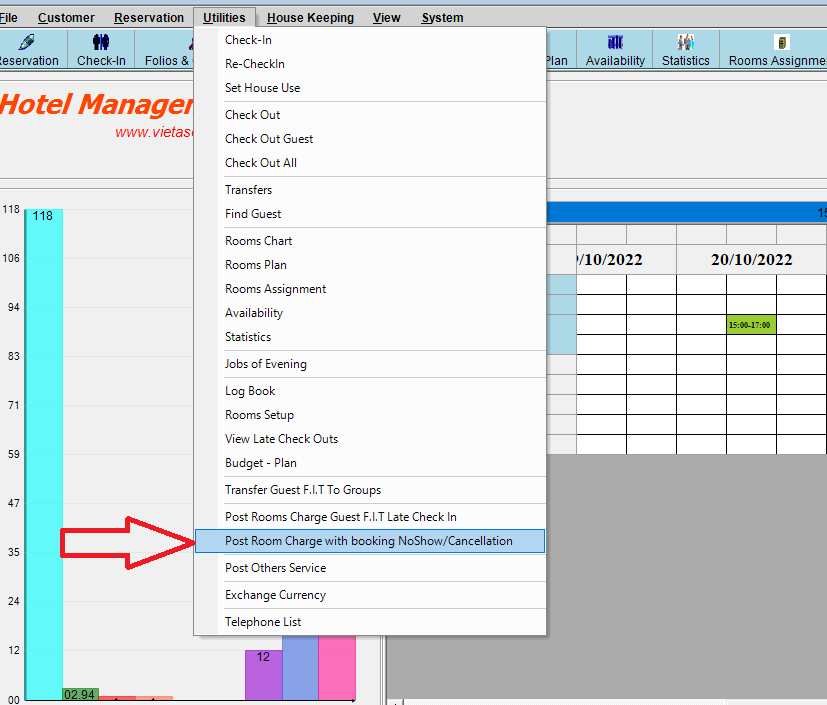 File Customer Reservation Utilities House Keeping View System
Reservation Check-In Folios & Plan Availability Statistics Rooms Assignme
Hotel Manager
www.vietas
Check-In
Re-CheckIn
Set House Use
Check Out
Check Out Guest
Check Out All
Transfers
Find Guest
Rooms Chart
Rooms Plan
Rooms Assignment
Availability
Statistics
Jobs of Evening
Log Book
Rooms Setup
View Late Check Outs
Budget - Plan
Transfer Guest F.I.T To Groups
Post Rooms Charge Guest F.I.T Late Check In
Post Room Charge with booking NoShow/Cancellation
Post Others Service
Exchange Currency
Telephone List
118
106
94
83
71
59
47
35
24
12
00
118
02.94
12
15
/10/2022 20/10/2022
15:00-17:00